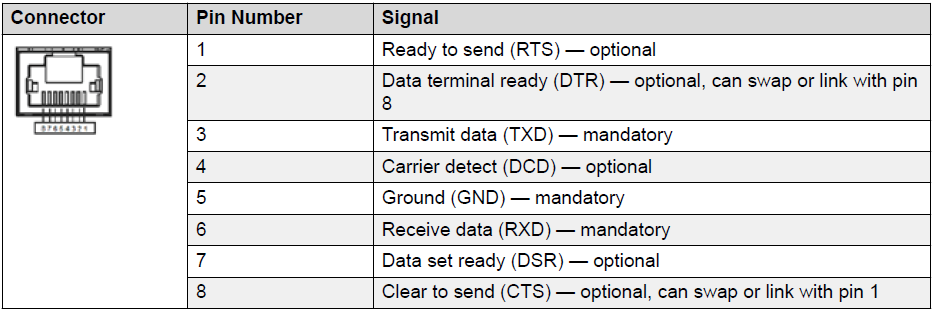 Connector Pin Number Signal
1 Ready to send (RTS) — optional
2 Data terminal ready (DTR) — optional, can swap or link with pin
8
3 Transmit data (TXD) — mandatory
4 Carrier detect (DCD) — optional
5 Ground (GND) — mandatory
6 Receive data (RXD) — mandatory
7 Data set ready (DSR) — optional
8 Clear to send (CTS) — optional, can swap or link with pin 1
87654321